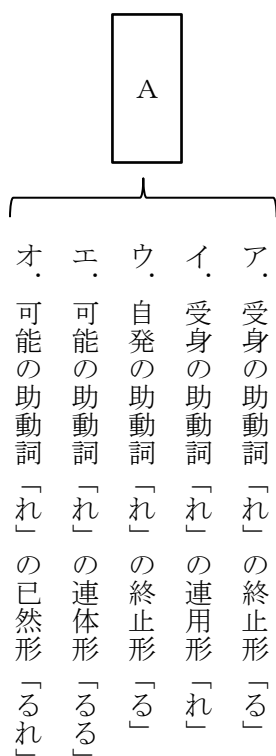 A
ア．受身の助動詞「れ」の終止形「る」
イ．受身の助動詞「れ」の連用形「れ」
ウ．自発の助動詞「れ」の終止形「る」
エ．可能の助動詞「れ」の連体形「るる」
オ．可能の助動詞「れ」の已然形「るれ」